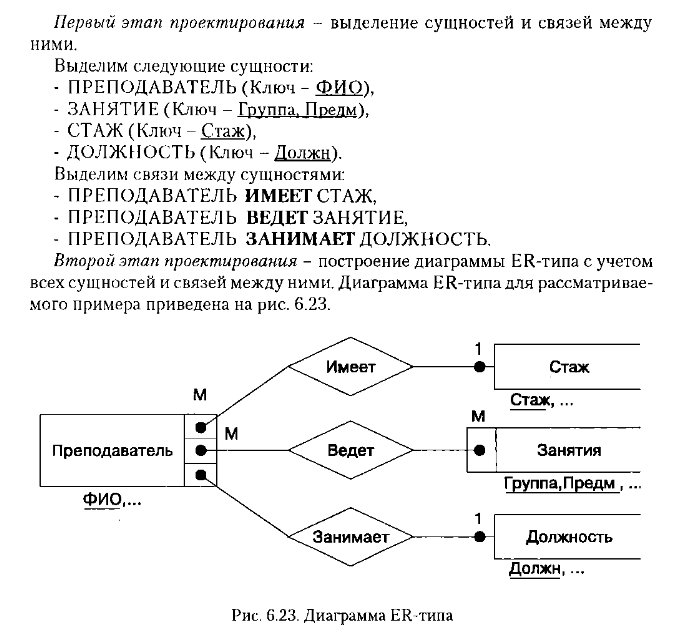 Первый этап проектирования – выделение сущностей и связей между
ними.
Выделим следующие сущности:
- ПРЕПОДАВАТЕЛЬ (Ключ – ФИО),
- ЗАНЯТИЕ (Ключ – Группа, Предм),
- СТАЖ (Ключ – Стаж),
- ДОЛЖНОСТЬ (Ключ – Должн).
Выделим связи между сущностями:
- ПРЕПОДАВАТЕЛЬ ИМЕЕТ СТАЖ,
- ПРЕПОДАВАТЕЛЬ ВЕДЕТ ЗАНЯТИЕ,
- ПРЕПОДАВАТЕЛЬ ЗАНИМАЕТ ДОЛЖНОСТЬ.
Второй этап проектирования – построение диаграммы ER-типа с учетом
всех сущностей и связей между ними. Диаграмма ER-типа для рассматривае-
мого примера приведена на рис. 6.23.
Имеет
1
Стаж
Стаж, ...
М
М
М
Преподаватель
Ведет
Занятия
ФИО,...
Группа,Предм , ...
Занимает
1
Должность
Должн, ...
Рис. 6.23. Диаграмма ER-типа